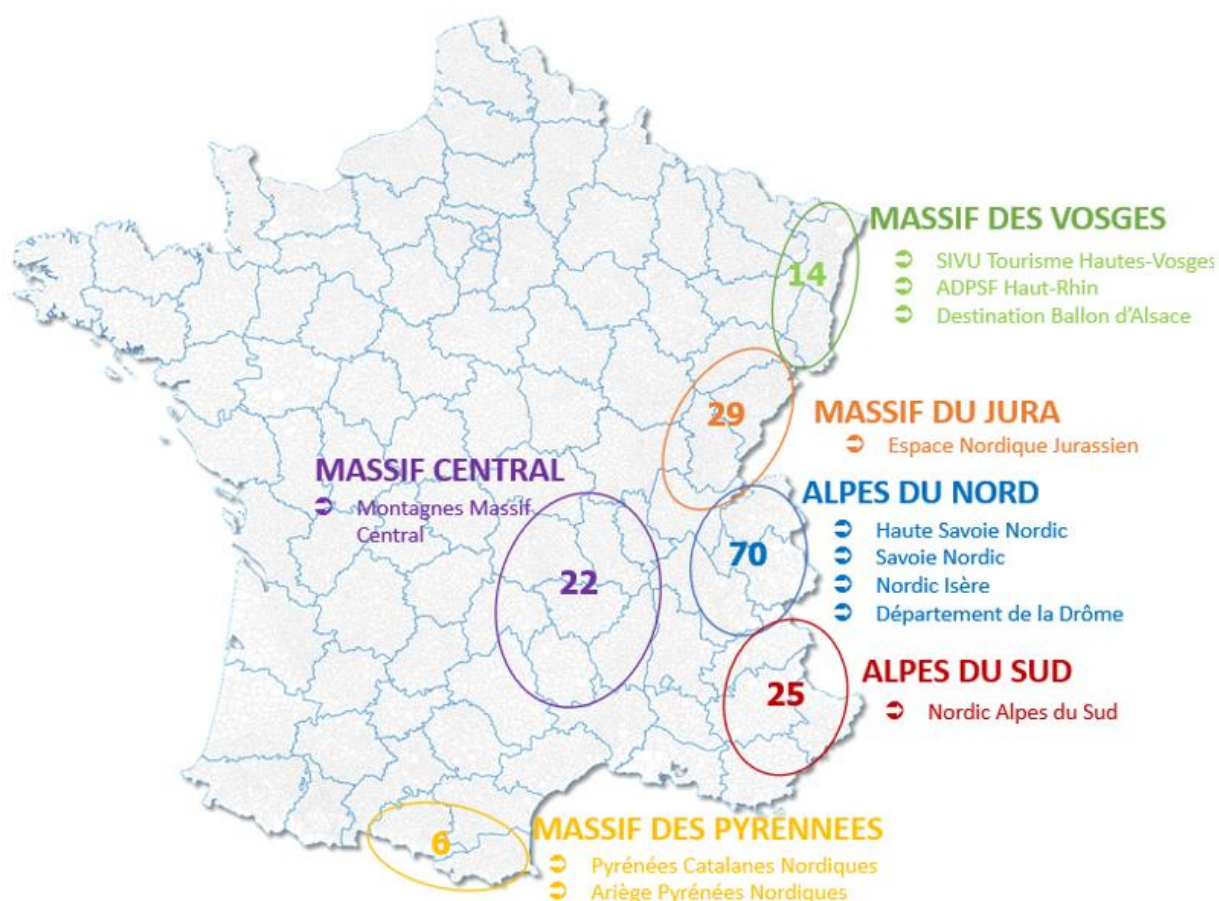 MASSIF DES VOSGES
14
SIVU Tourisme Hautes-Vosges
ADPSF Haut-Rhin
Destination Ballon d'Alsace
29
MASSIF DU JURA
Espace Nordique Jurassien
MASSIF CENTRAL
Montagnes Massif
Central
22
ALPES DU NORD
70
Haute Savoie Nordic
Savoie Nordic
Nordic Isère
Département de la Drôme
ALPES DU SUD
25
Nordic Alpes du Sud
6
MASSIF DES PYRENNEES
Pyrénées Catalanes Nordiques
Ariège Pyrénées Nordiques